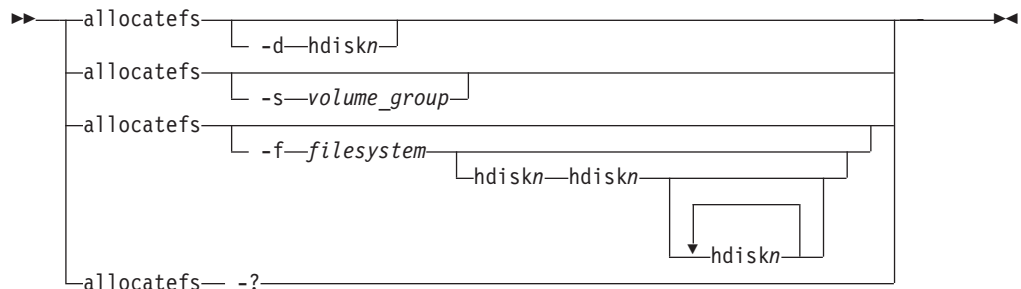 allocatefs
-d hdiskn
allocatefs
-s volume_group
allocatefs
-f filesystem
hdiskn hdiskn
hdiskn
allocatefs -?